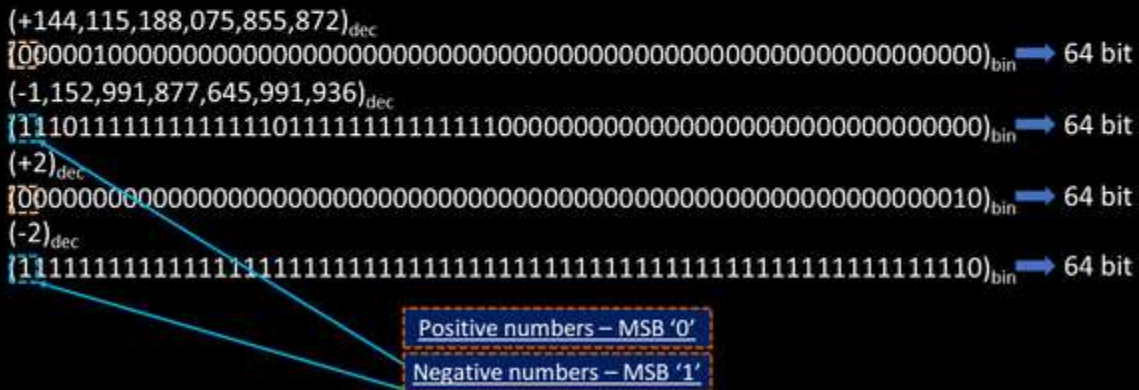 (+144,115,188,075,855,872)dec
(0000001000000000000000000000000000000000000000000000000000000000)bin 64 bit
(-1,152,991,877,645,991,936)dec
(1110111111111111101111111111111100000000000000000000000000000000)bin 64 bit
(+2)dec
(0000000000000000000000000000000000000000000000000000000000000010)bin 64 bit
(-2)dec
(1111111111111111111111111111111111111111111111111111111111111110)bin 64 bit
Positive numbers – MSB ‘0’
Negative numbers – MSB ‘1’